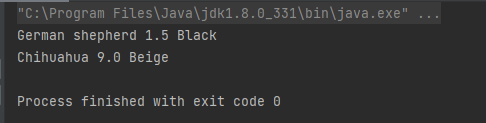 "C:\Program Files\Java\jdk1.8.0_331\bin\java.exe" ...
German shepherd 1.5 Black
Chihuahua 9.0 Beige
Process finished with exit code 0